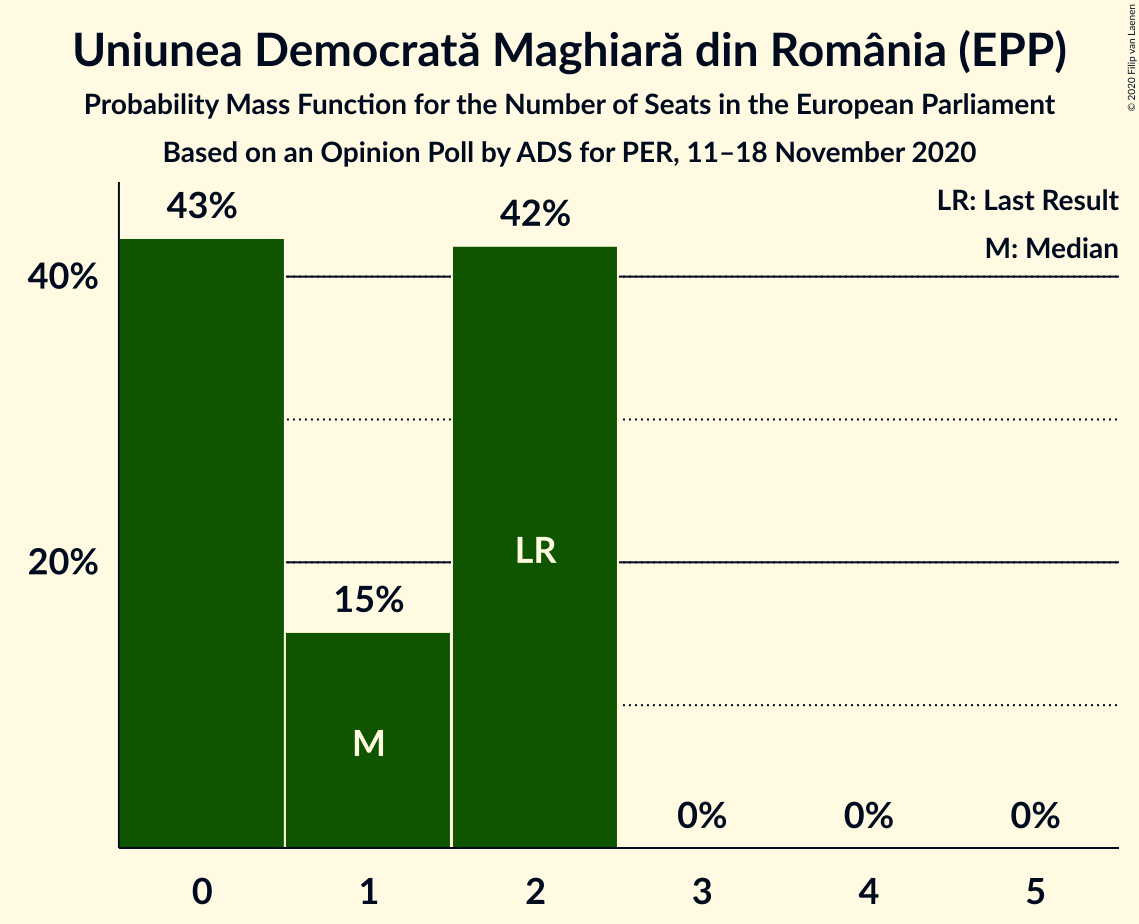 Uniunea Democrată Maghiară din România (EPP)
Probability Mass Function for the Number of Seats in the European Parliament
Based on an Opinion Poll by ADS for PER, 11–18 November 2020
© 2020 Filip van Laenen
LR: Last Result
M: Median
43%
15%
42%
0%
0%
0%
40%
20%
M
LR
0
1
2
3
4
5